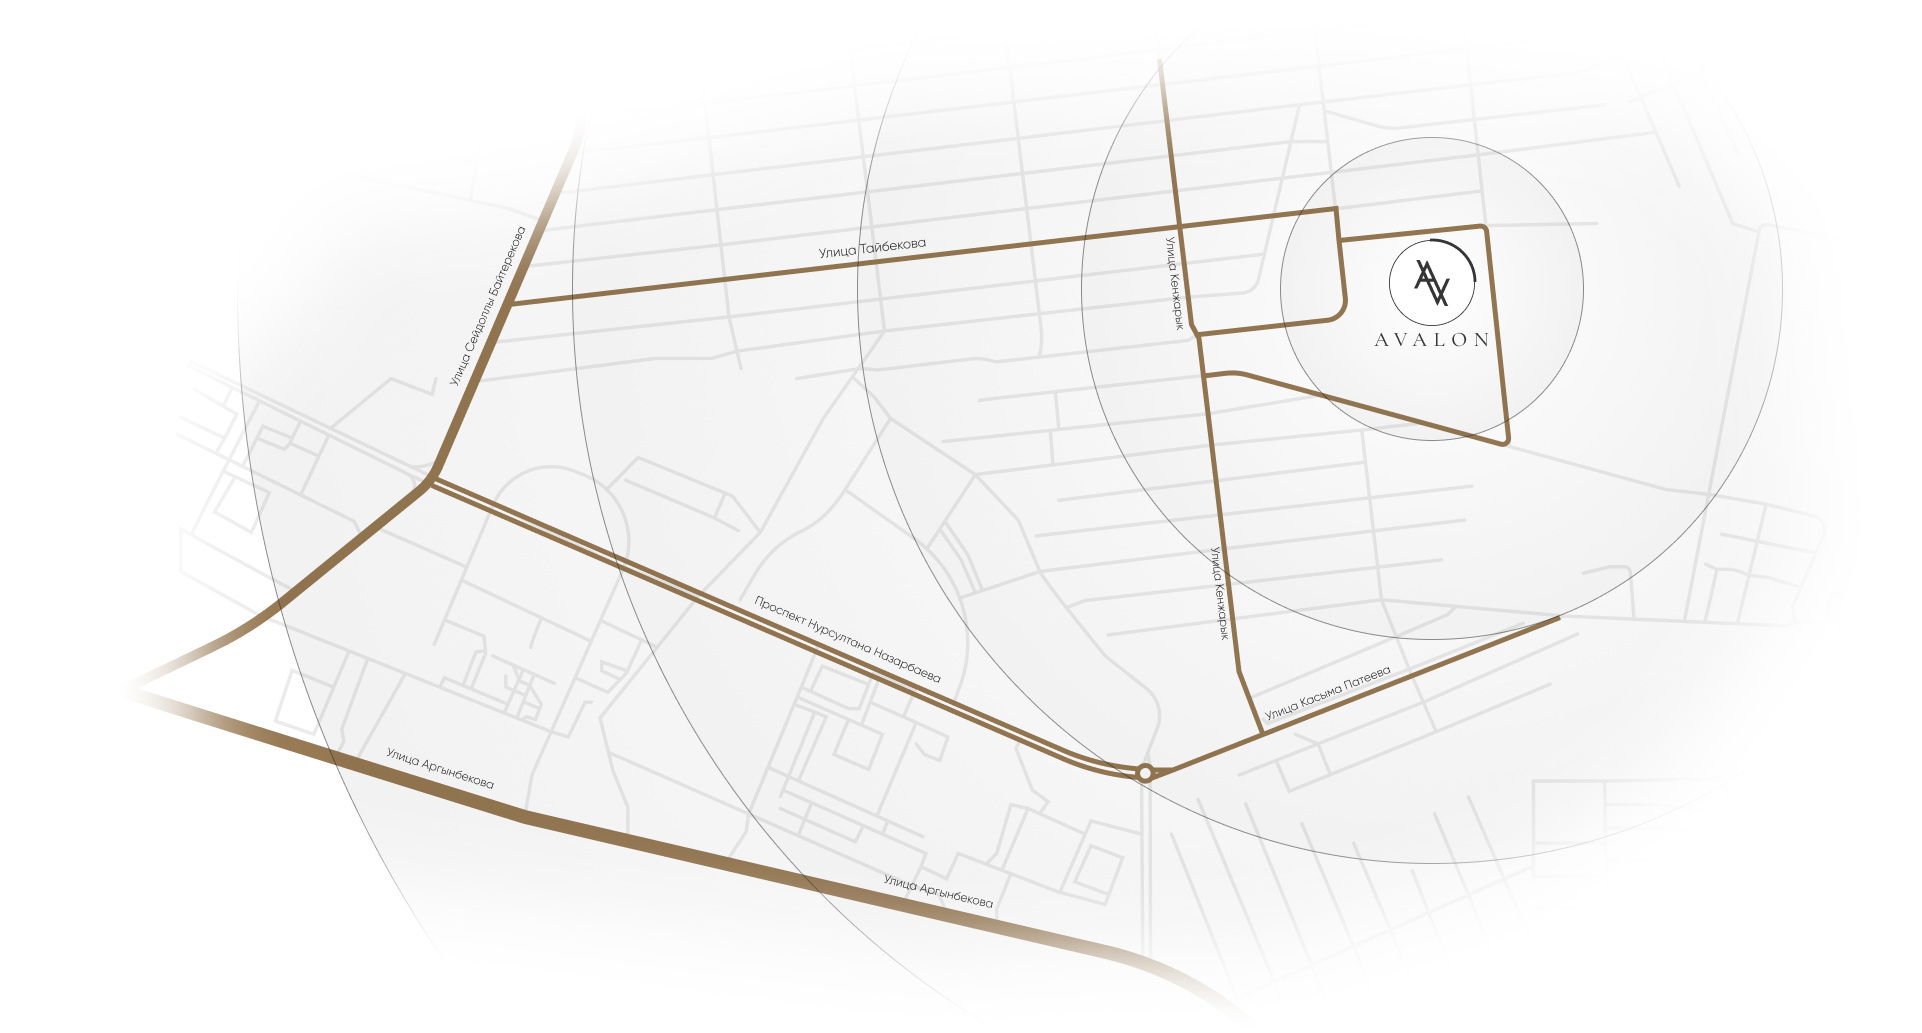 Улица Сейдоллы Байтерекова
Улица Тайбекова
Улица Кенжарык
AV
AVALON
Улица Кенжарык
Проспект Нурсултана Назарбаева
Улица Касыма Патеева
Улица Аргынбекова
Улица Аргынбекова